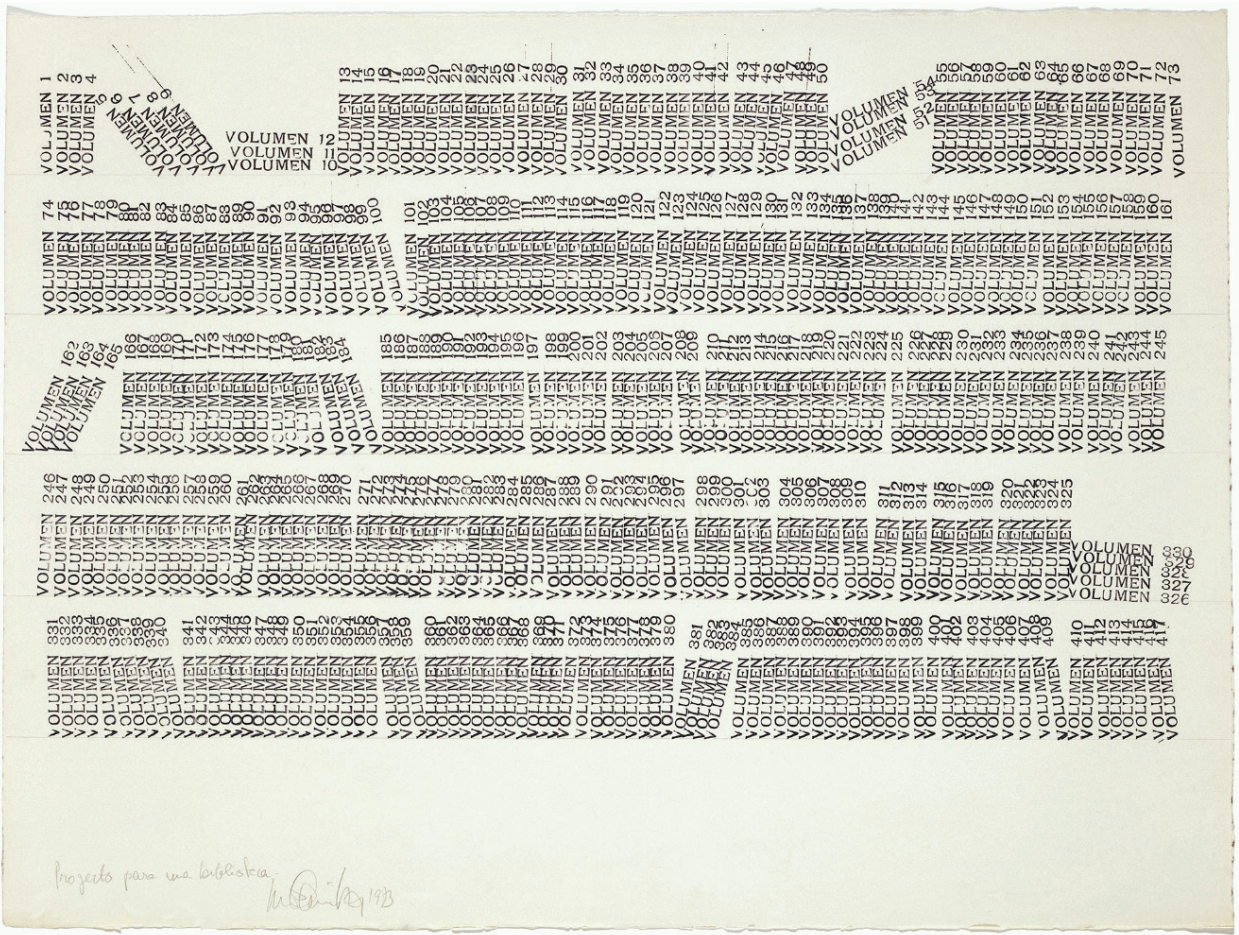 VOLUMEN 1
VOLUMEN 2
VOLUMEN 3
VOLUMEN 4
VOLUMEN 5
VOLUMEN 6
VOLUMEN 7
VOLUMEN 8
VOLUMEN 9
VOLUMEN 12
VOLUMEN 11
VOLUMEN 10
VOLUMEN 13
VOLUMEN 14
VOLUMEN 15
VOLUMEN 16
VOLUMEN 17
VOLUMEN 18
VOLUMEN 19
VOLUMEN 20
VOLUMEN 21
VOLUMEN 22
VOLUMEN 23
VOLUMEN 24
VOLUMEN 25
VOLUMEN 26
VOLUMEN 27
VOLUMEN 28
VOLUMEN 29
VOLUMEN 30
VOLUMEN 31
VOLUMEN 32
VOLUMEN 33
VOLUMEN 34
VOLUMEN 35
VOLUMEN 36
VOLUMEN 37
VOLUMEN 38
VOLUMEN 39
VOLUMEN 40
VOLUMEN 41
VOLUMEN 42
VOLUMEN 43
VOLUMEN 44
VOLUMEN 45
VOLUMEN 46
VOLUMEN 47
VOLUMEN 48
VOLUMEN 49
VOLUMEN 50
VOLUMEN 54
VOLUMEN 53
VOLUMEN 52
VOLUMEN 51
VOLUMEN 55
VOLUMEN 56
VOLUMEN 57
VOLUMEN 58
VOLUMEN 59
VOLUMEN 60
VOLUMEN 61
VOLUMEN 62
VOLUMEN 63
VOLUMEN 64
VOLUMEN 65
VOLUMEN 66
VOLUMEN 67
VOLUMEN 68
VOLUMEN 69
VOLUMEN 70
VOLUMEN 71
VOLUMEN 72
VOLUMEN 73
VOLUMEN 74
VOLUMEN 75
VOLUMEN 76
VOLUMEN 77
VOLUMEN 78
VOLUMEN 79
VOLUMEN 80
VOLUMEN 81
VOLUMEN 82
VOLUMEN 83
VOLUMEN 84
VOLUMEN 85
VOLUMEN 86
VOLUMEN 87
VOLUMEN 88
VOLUMEN 89
VOLUMEN 90
VOLUMEN 91
VOLUMEN 92
VOLUMEN 93
VOLUMEN 94
VOLUMEN 95
VOLUMEN 96
VOLUMEN 97
VOLUMEN 98
VOLUMEN 99
VOLUMEN 100
VOLUMEN 101
VOLUMEN 102
VOLUMEN 103
VOLUMEN 104
VOLUMEN 105
VOLUMEN 106
VOLUMEN 107
VOLUMEN 108
VOLUMEN 109
VOLUMEN 110
VOLUMEN 111
VOLUMEN 112
VOLUMEN 113
VOLUMEN 114
VOLUMEN 115
VOLUMEN 116
VOLUMEN 117
VOLUMEN 118
VOLUMEN 119
VOLUMEN 120
VOLUMEN 121
VOLUMEN 122
VOLUMEN 123
VOLUMEN 124
VOLUMEN 125
VOLUMEN 126
VOLUMEN 127
VOLUMEN 128
VOLUMEN 129
VOLUMEN 130
VOLUMEN 131
VOLUMEN 132
VOLUMEN 133
VOLUMEN 134
VOLUMEN 135
VOLUMEN 136
VOLUMEN 137
VOLUMEN 138
VOLUMEN 139
VOLUMEN 140
VOLUMEN 141
VOLUMEN 142
VOLUMEN 143
VOLUMEN 144
VOLUMEN 145
VOLUMEN 146
VOLUMEN 147
VOLUMEN 148
VOLUMEN 149
VOLUMEN 150
VOLUMEN 151
VOLUMEN 152
VOLUMEN 153
VOLUMEN 154
VOLUMEN 155
VOLUMEN 156
VOLUMEN 157
VOLUMEN 158
VOLUMEN 159
VOLUMEN 160
VOLUMEN 161
VOLUMEN 162
VOLUMEN 163
VOLUMEN 164
VOLUMEN 165
VOLUMEN 166
VOLUMEN 167
VOLUMEN 168
VOLUMEN 169
VOLUMEN 170
VOLUMEN 171
VOLUMEN 172
VOLUMEN 173
VOLUMEN 174
VOLUMEN 175
VOLUMEN 176
VOLUMEN 177
VOLUMEN 178
VOLUMEN 179
VOLUMEN 180
VOLUMEN 181
VOLUMEN 182
VOLUMEN 183
VOLUMEN 184
VOLUMEN 185
VOLUMEN 186
VOLUMEN 187
VOLUMEN 188
VOLUMEN 189
VOLUMEN 190
VOLUMEN 191
VOLUMEN 192
VOLUMEN 193
VOLUMEN 194
VOLUMEN 195
VOLUMEN 196
VOLUMEN 197
VOLUMEN 198
VOLUMEN 199
VOLUMEN 200
VOLUMEN 201
VOLUMEN 202
VOLUMEN 203
VOLUMEN 204
VOLUMEN 205
VOLUMEN 206
VOLUMEN 207
VOLUMEN 208
VOLUMEN 209
VOLUMEN 210
VOLUMEN 211
VOLUMEN 212
VOLUMEN 213
VOLUMEN 214
VOLUMEN 215
VOLUMEN 216
VOLUMEN 217
VOLUMEN 218
VOLUMEN 219
VOLUMEN 220
VOLUMEN 221
VOLUMEN 222
VOLUMEN 223
VOLUMEN 224
VOLUMEN 225
VOLUMEN 226
VOLUMEN 227
VOLUMEN 228
VOLUMEN 229
VOLUMEN 230
VOLUMEN 231
VOLUMEN 232
VOLUMEN 233
VOLUMEN 234
VOLUMEN 235
VOLUMEN 236
VOLUMEN 237
VOLUMEN 238
VOLUMEN 239
VOLUMEN 240
VOLUMEN 241
VOLUMEN 242
VOLUMEN 243
VOLUMEN 244
VOLUMEN 245
VOLUMEN 246
VOLUMEN 247
VOLUMEN 248
VOLUMEN 249
VOLUMEN 250
VOLUMEN 251
VOLUMEN 252
VOLUMEN 253
VOLUMEN 254
VOLUMEN 255
VOLUMEN 256
VOLUMEN 257
VOLUMEN 258
VOLUMEN 259
VOLUMEN 260
VOLUMEN 261
VOLUMEN 262
VOLUMEN 263
VOLUMEN 264
VOLUMEN 265
VOLUMEN 266
VOLUMEN 267
VOLUMEN 268
VOLUMEN 269
VOLUMEN 270
VOLUMEN 271
VOLUMEN 272
VOLUMEN 273
VOLUMEN 274
VOLUMEN 275
VOLUMEN 276
VOLUMEN 277
VOLUMEN 278
VOLUMEN 279
VOLUMEN 280
VOLUMEN 281
VOLUMEN 282
VOLUMEN 283
VOLUMEN 284
VOLUMEN 285
VOLUMEN 286
VOLUMEN 287
VOLUMEN 288
VOLUMEN 289
VOLUMEN 290
VOLUMEN 291
VOLUMEN 292
VOLUMEN 293
VOLUMEN 294
VOLUMEN 295
VOLUMEN 296
VOLUMEN 297
VOLUMEN 298
VOLUMEN 299
VOLUMEN 300
VOLUMEN 301
VOLUMEN 302
VOLUMEN 303
VOLUMEN 304
VOLUMEN 305
VOLUMEN 306
VOLUMEN 307
VOLUMEN 308
VOLUMEN 309
VOLUMEN 310
VOLUMEN 311
VOLUMEN 312
VOLUMEN 313
VOLUMEN 314
VOLUMEN 315
VOLUMEN 316
VOLUMEN 317
VOLUMEN 318
VOLUMEN 319
VOLUMEN 320
VOLUMEN 321
VOLUMEN 322
VOLUMEN 323
VOLUMEN 324
VOLUMEN 325
VOLUMEN 330
VOLUMEN 329
VOLUMEN 328
VOLUMEN 327
VOLUMEN 326
VOLUMEN 331
VOLUMEN 332
VOLUMEN 333
VOLUMEN 334
VOLUMEN 335
VOLUMEN 336
VOLUMEN 337
VOLUMEN 338
VOLUMEN 339
VOLUMEN 340
VOLUMEN 341
VOLUMEN 342
VOLUMEN 343
VOLUMEN 344
VOLUMEN 345
VOLUMEN 346
VOLUMEN 347
VOLUMEN 348
VOLUMEN 349
VOLUMEN 350
VOLUMEN 351
VOLUMEN 352
VOLUMEN 353
VOLUMEN 354
VOLUMEN 355
VOLUMEN 356
VOLUMEN 357
VOLUMEN 358
VOLUMEN 359
VOLUMEN 360
VOLUMEN 361
VOLUMEN 362
VOLUMEN 363
VOLUMEN 364
VOLUMEN 365
VOLUMEN 366
VOLUMEN 367
VOLUMEN 368
VOLUMEN 369
VOLUMEN 370
VOLUMEN 371
VOLUMEN 372
VOLUMEN 373
VOLUMEN 374
VOLUMEN 375
VOLUMEN 376
VOLUMEN 377
VOLUMEN 378
VOLUMEN 379
VOLUMEN 380
VOLUMEN 381
VOLUMEN 382
VOLUMEN 383
VOLUMEN 384
VOLUMEN 385
VOLUMEN 386
VOLUMEN 387
VOLUMEN 388
VOLUMEN 389
VOLUMEN 390
VOLUMEN 391
VOLUMEN 392
VOLUMEN 393
VOLUMEN 394
VOLUMEN 395
VOLUMEN 396
VOLUMEN 397
VOLUMEN 398
VOLUMEN 399
VOLUMEN 400
VOLUMEN 401
VOLUMEN 402
VOLUMEN 403
VOLUMEN 404
VOLUMEN 405
VOLUMEN 406
VOLUMEN 407
VOLUMEN 408
VOLUMEN 409
VOLUMEN 410
VOLUMEN 411
VOLUMEN 412
VOLUMEN 413
VOLUMEN 414
VOLUMEN 415
VOLUMEN 416
VOLUMEN 417
Proyecto para una biblioteca
1973